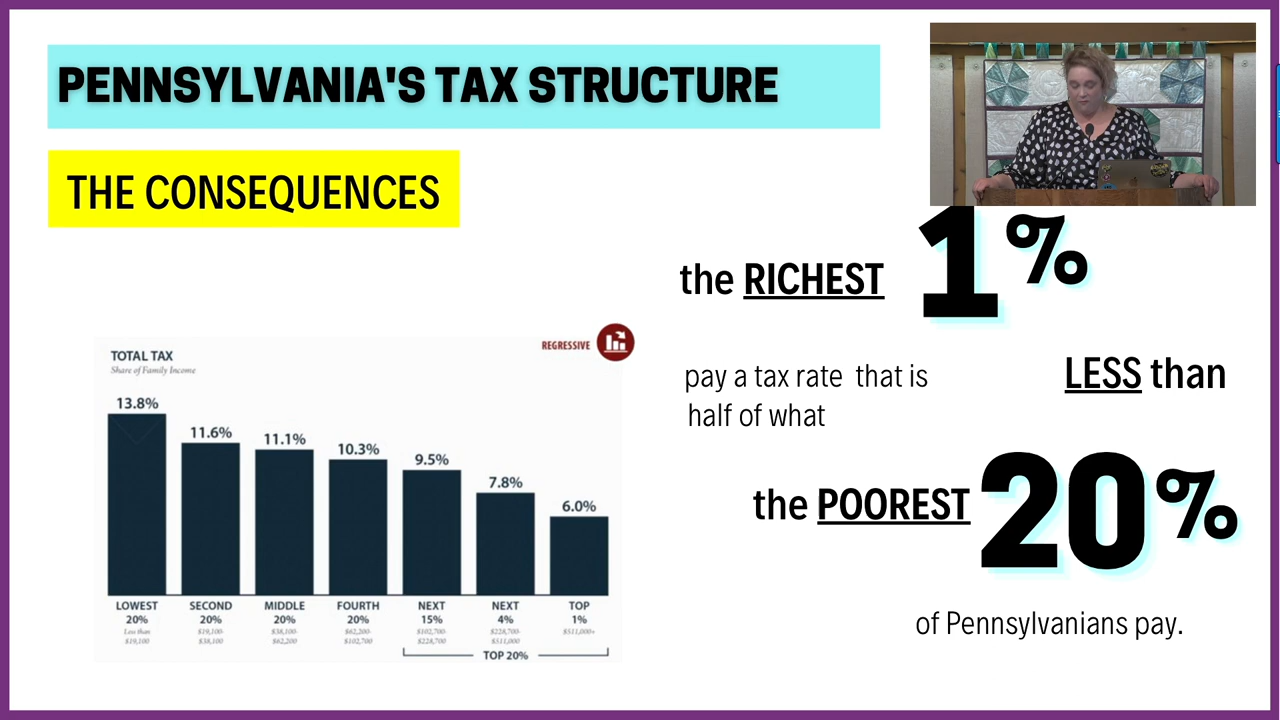 PENNSYLVANIA'S TAX STRUCTURE
THE CONSEQUENCES
the RICHEST 1%
pay a tax rate that is
half of what
LESS than
the POOREST 20%
of Pennsylvanians pay.
REGRESSIVE
TOTAL TAX
Share of Family Income
13.8%
11.6%
11.1%
10.3%
9.5%
7.8%
6.0%
LOWEST
20%
Less than
$19,100
SECOND
20%
$19,100-
$38,100
MIDDLE
20%
$38,100-
$62,200
FOURTH
20%
$62,200-
$102,700
NEXT
15%
$102,700-
$228,700
NEXT
4%
$228,700-
$511,000
TOP
1%
$511,000+
TOP 20%